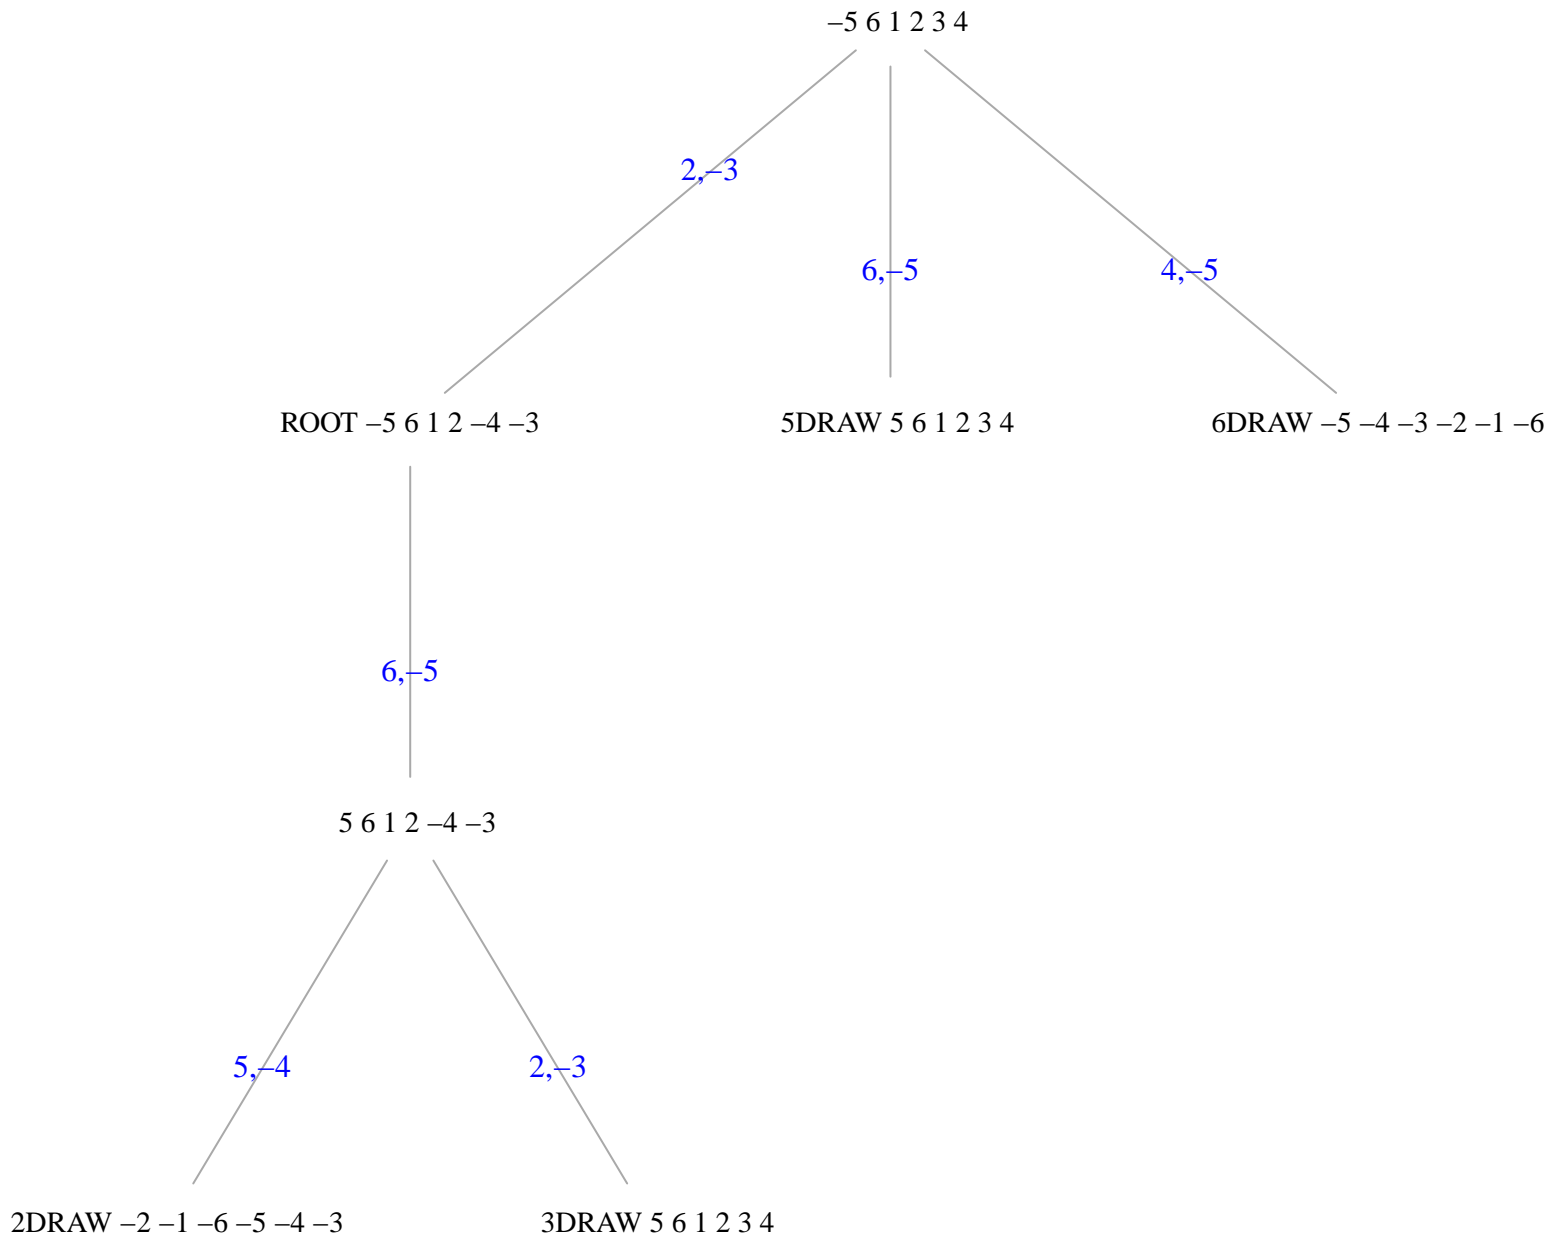 –5 6 1 2 3 4
2,–3
6,–5
4,–5
ROOT –5 6 1 2 –4 –3
5DRAW 5 6 1 2 3 4
6DRAW –5 –4 –3 –2 –1 –6
6,–5
5 6 1 2 –4 –3
5,–4
2,–3
2DRAW –2 –1 –6 –5 –4 –3
3DRAW 5 6 1 2 3 4